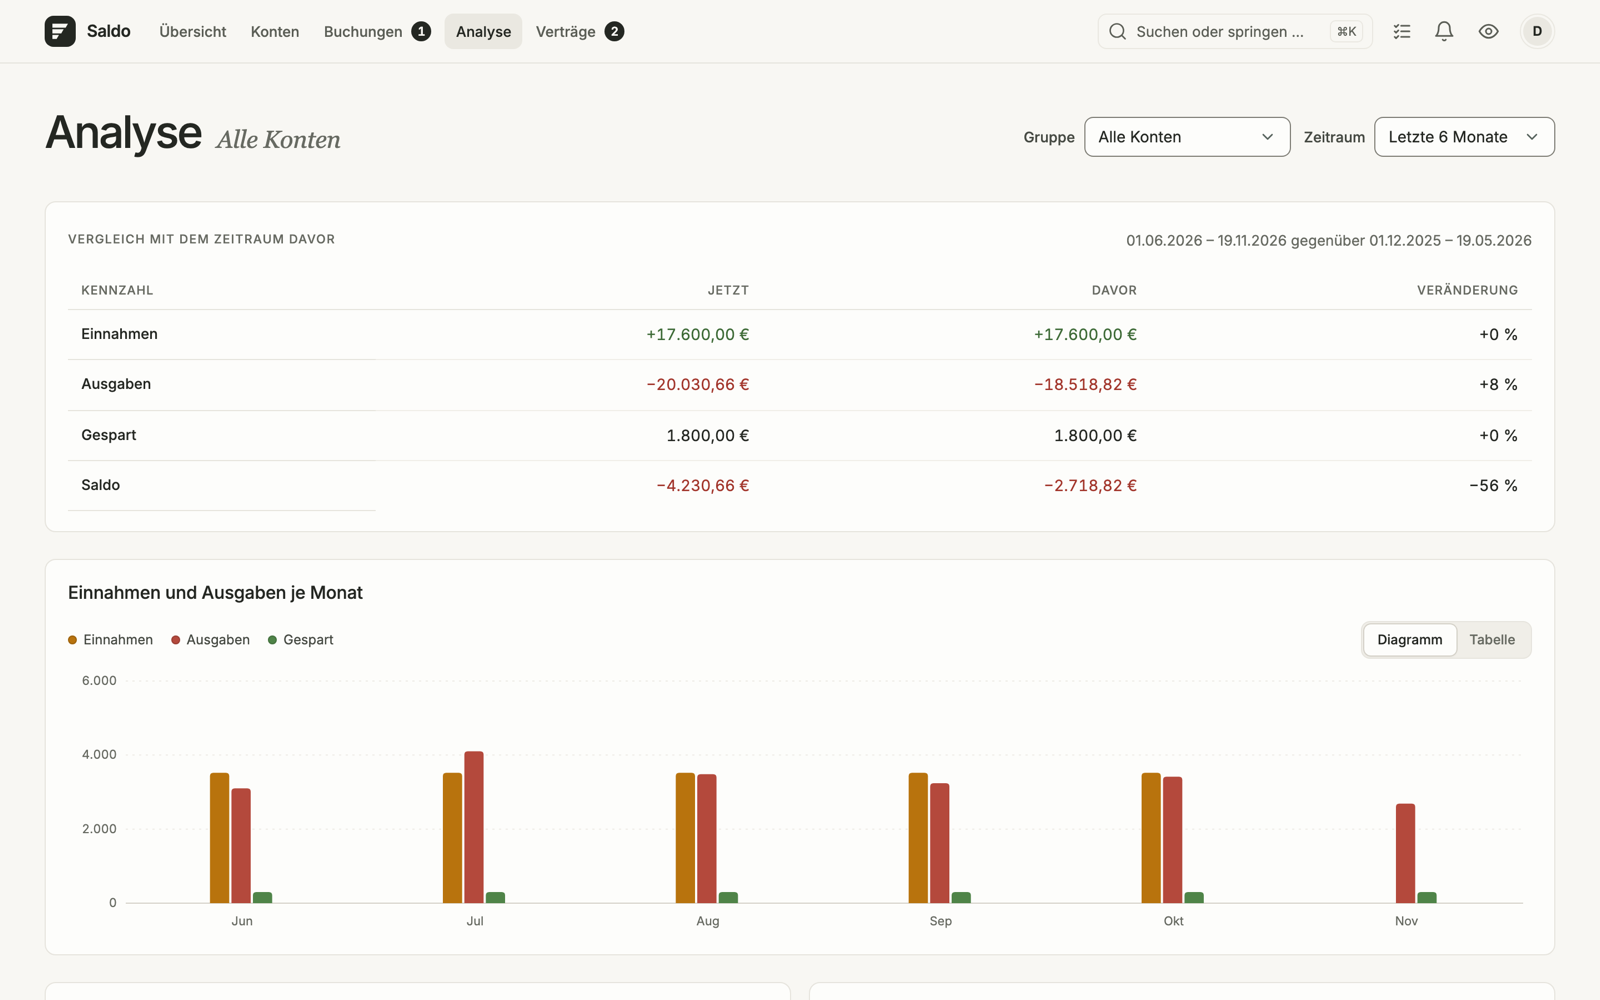 Saldo
Übersicht
Konten
Buchungen 1
Analyse
Verträge 2
Suchen oder springen ... ⌘K
D
Analyse Alle Konten
Gruppe Alle Konten
Zeitraum Letzte 6 Monate
VERGLEICH MIT DEM ZEITRAUM DAVOR
01.06.2026 – 19.11.2026 gegenüber 01.12.2025 – 19.05.2026
KENNZAHL JETZT DAVOR VERÄNDERUNG
Einnahmen +17.600,00 € +17.600,00 € +0 %
Ausgaben −20.030,66 € −18.518,82 € +8 %
Gespart 1.800,00 € 1.800,00 € +0 %
Saldo −4.230,66 € −2.718,82 € −56 %
Einnahmen und Ausgaben je Monat
Einnahmen Ausgaben Gespart
Diagramm Tabelle
6.000
4.000
2.000
0
Jun Jul Aug Sep Okt Nov